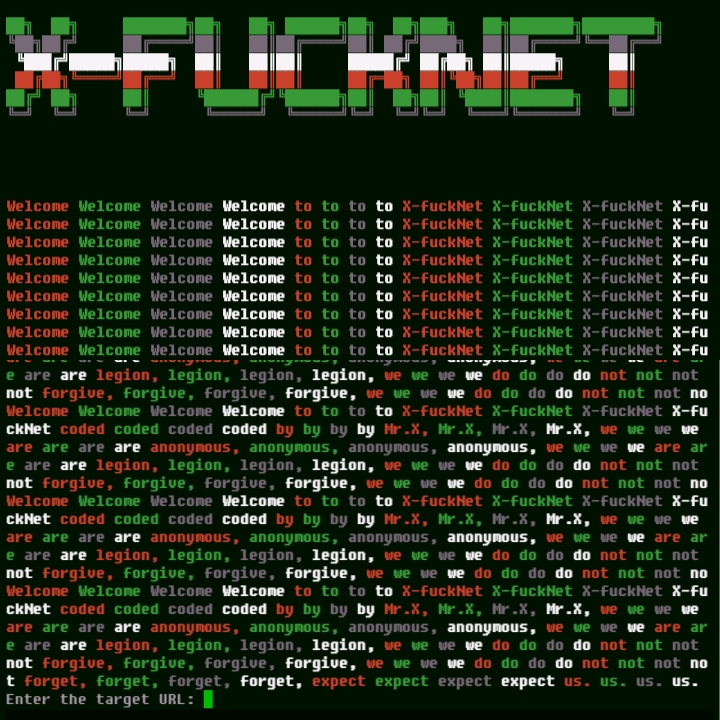 X-FUCKNET
Welcome Welcome Welcome Welcome to to to to X-fuckNet X-fuckNet X-fuckNet X-fu
Welcome Welcome Welcome Welcome to to to to X-fuckNet X-fuckNet X-fuckNet X-fu
Welcome Welcome Welcome Welcome to to to to X-fuckNet X-fuckNet X-fuckNet X-fu
Welcome Welcome Welcome Welcome to to to to X-fuckNet X-fuckNet X-fuckNet X-fu
Welcome Welcome Welcome Welcome to to to to X-fuckNet X-fuckNet X-fuckNet X-fu
Welcome Welcome Welcome Welcome to to to to X-fuckNet X-fuckNet X-fuckNet X-fu
Welcome Welcome Welcome Welcome to to to to X-fuckNet X-fuckNet X-fuckNet X-fu
Welcome Welcome Welcome Welcome to to to to X-fuckNet X-fuckNet X-fuckNet X-fu
Welcome Welcome Welcome Welcome to to to to X-fuckNet X-fuckNet X-fuckNet X-fu
e are are legion, legion, legion, legion, we we we we do do do do not not not
not forgive, forgive, forgive, forgive, we we we we do do do do not not not no
Welcome Welcome Welcome Welcome to to to to X-fuckNet X-fuckNet X-fuckNet X-fu
ckNet coded coded coded coded by by by by Mr.X, Mr.X, Mr.X, Mr.X, we we we we
are are are are anonymous, anonymous, anonymous, anonymous, we we we we are ar
e are are legion, legion, legion, legion, we we we we do do do do not not not
not forgive, forgive, forgive, forgive, we we we we do do do do not not not no
Welcome Welcome Welcome Welcome to to to to X-fuckNet X-fuckNet X-fuckNet X-fu
ckNet coded coded coded coded by by by by Mr.X, Mr.X, Mr.X, Mr.X, we we we we
are are are are anonymous, anonymous, anonymous, anonymous, we we we we are ar
e are are legion, legion, legion, legion, we we we we do do do do not not not
not forgive, forgive, forgive, forgive, we we we we do do do do not not not no
Welcome Welcome Welcome Welcome to to to to X-fuckNet X-fuckNet X-fuckNet X-fu
ckNet coded coded coded coded by by by by Mr.X, Mr.X, Mr.X, Mr.X, we we we we
are are are are anonymous, anonymous, anonymous, anonymous, we we we we are ar
e are are legion, legion, legion, legion, we we we we do do do do not not not
not forgive, forgive, forgive, forgive, we we we we do do do do not not not no
t forget, forget, forget, forget, expect expect expect expect us. us. us. us.
Enter the target URL: